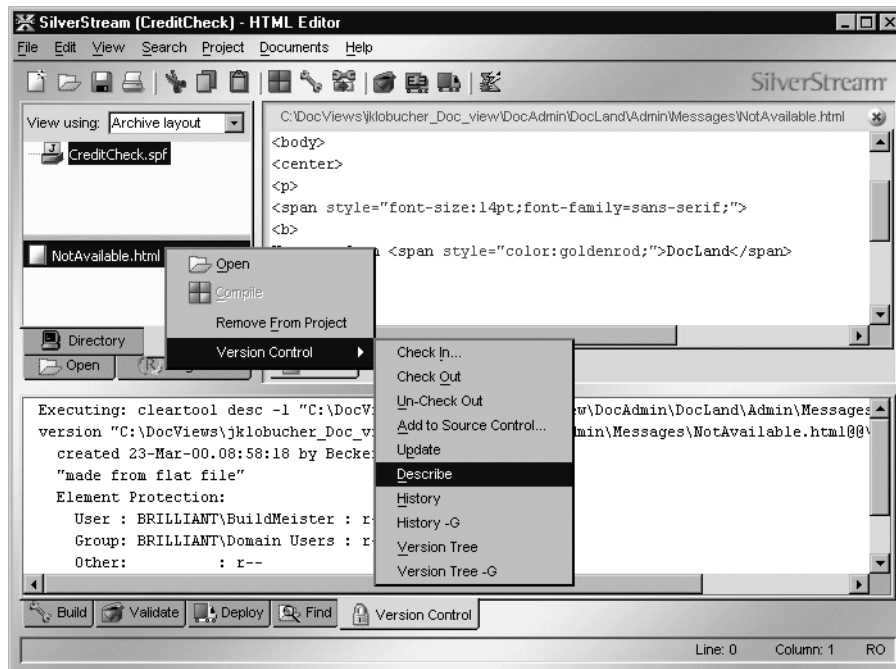 SilverStream (CreditCheck) - HTML Editor
File Edit View Search Project Documents Help
SilverStream
View using: Archive layout
C:\DocViews\jklobucher_Doc_view\DocAdmin\DocLand\Admin\Messages\NotAvailable.html
CreditCheck.spf
<body>
<center>
<p>
<span style="font-size:14pt;font-family=sans-serif;">
<b>
<span style="color:goldenrod;">DocLand</span>
NotAvailable.html
Open
Compile
Remove From Project
Version Control
Directory
Open
Check In...
Check Out
Un-Check Out
Add to Source Control...
Update
Describe
History
History -G
Version Tree
Version Tree -G
Executing: cleartool desc -l "C:\DocV w\DocAdmin\DocLand\Admin\Messages
version "C:\DocViews\jklobucher_Doc_v min\Messages\NotAvailable.html@@\
created 23-Mar-00.08:58:18 by Becke
"made from flat file"
Element Protection:
User : BRILLIANT\BuildMeister : r-
Group: BRILLIANT\Domain Users : r-
Other: : r--
Build Validate Deploy Find Version Control
Line: 0 Column: 1 RO